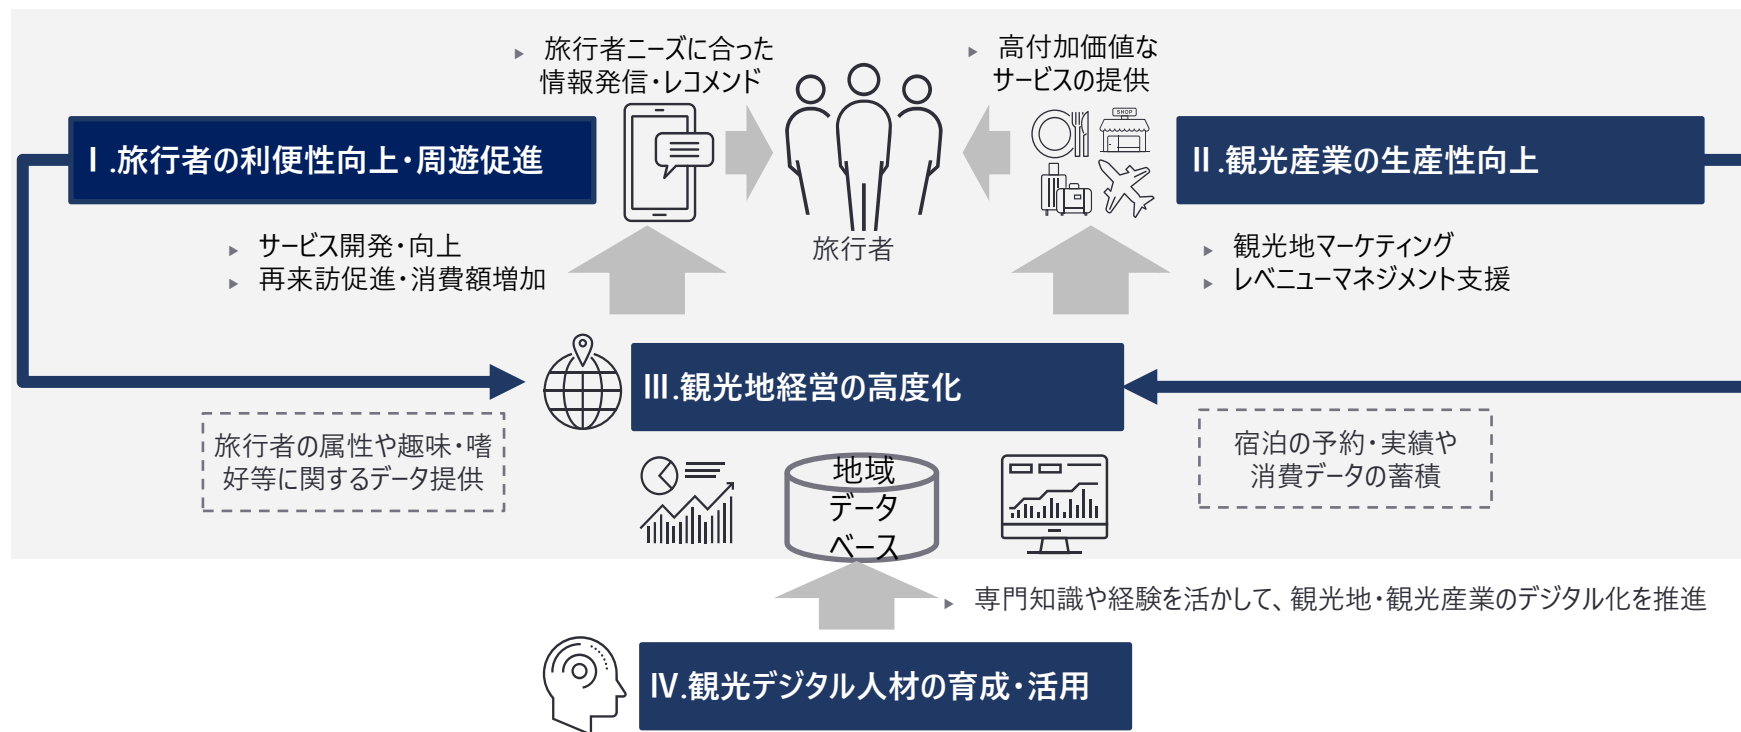 旅行者ニーズに合った
情報発信・レコメンド
高付加価値な
サービスの提供
SHOP
Ⅰ.旅行者の利便性向上・周遊促進
Ⅱ.観光産業の生産性向上
旅行者
サービス開発・向上
再来訪促進・消費額増加
観光地マーケティング
レベニューマネジメント支援
Ⅲ.観光地経営の高度化
旅行者の属性や趣味・嗜
好等に関するデータ提供
宿泊の予約・実績や
消費データの蓄積
地域
データ
ベース
専門知識や経験を活かして、観光地・観光産業のデジタル化を推進
Ⅳ.観光デジタル人材の育成・活用